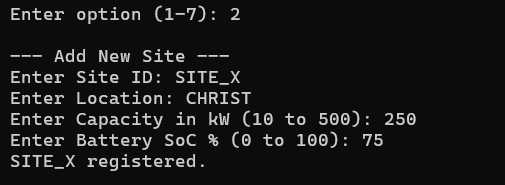 Enter option (1-7): 2
--- Add New Site ---
Enter Site ID: SITE_X
Enter Location: CHRIST
Enter Capacity in kW (10 to 500): 250
Enter Battery SoC % (0 to 100): 75
SITE_X registered.